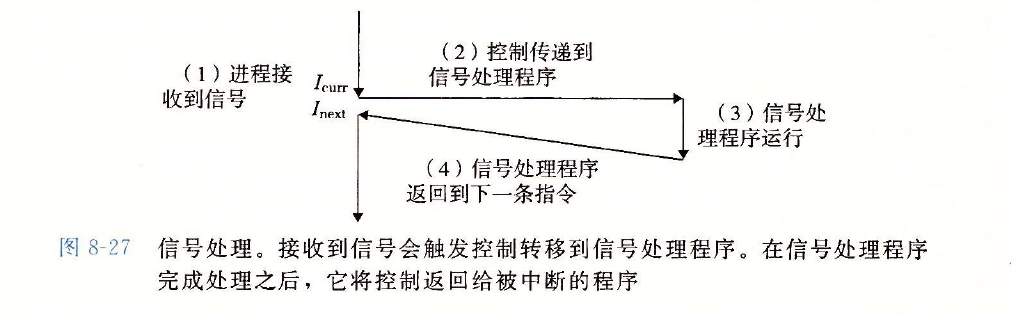 (1)进程接
收到信号
I curr
I next
(2)控制传递到
信号处理程序
(3)信号处
理程序运行
(4)信号处理程序
返回到下一条指令
图 8-27 信号处理。接收到信号会触发控制转移到信号处理程序。在信号处理程序
完成处理之后，它将控制返回给被中断的程序